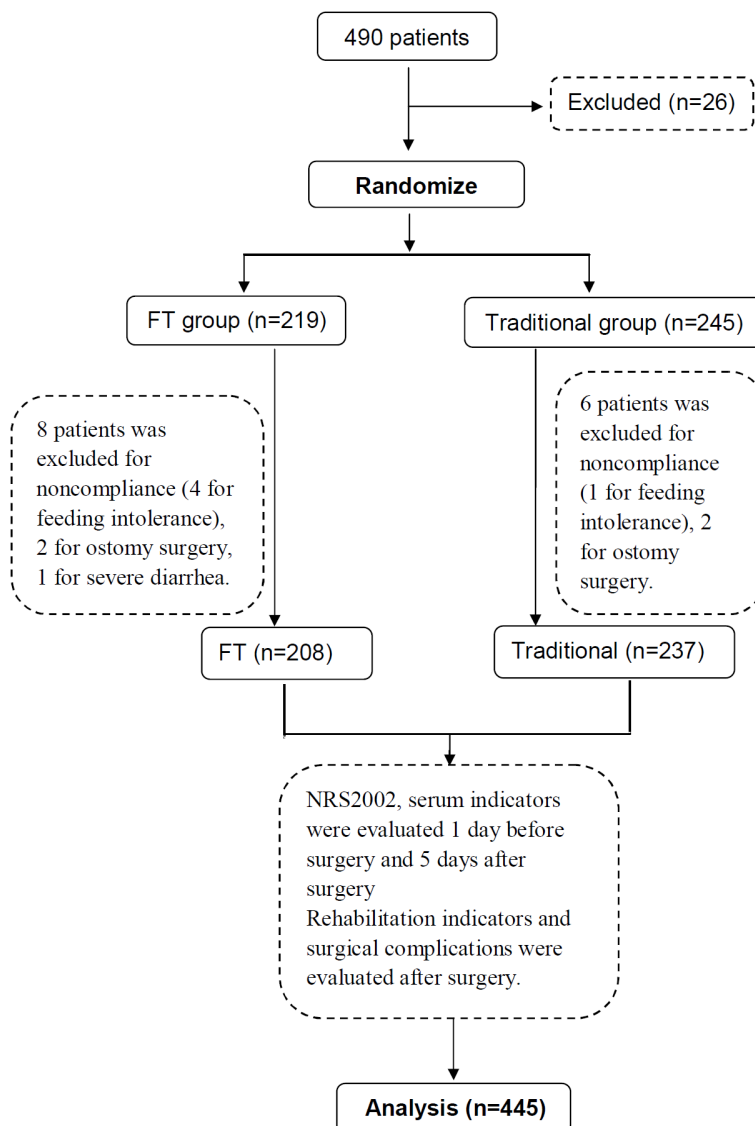 490 patients
Excluded (n=26)
Randomize
FT group (n=219)
Traditional group (n=245)
8 patients was
excluded for
noncompliance (4 for
feeding intolerance),
2 for ostomy surgery,
1 for severe diarrhea.
6 patients was
excluded for
noncompliance
(1 for feeding
intolerance), 2
for ostomy
surgery.
FT (n=208)
Traditional (n=237)
NRS2002, serum indicators
were evaluated 1 day before
surgery and 5 days after
surgery
Rehabilitation indicators and
surgical complications were
evaluated after surgery.
Analysis (n=445)